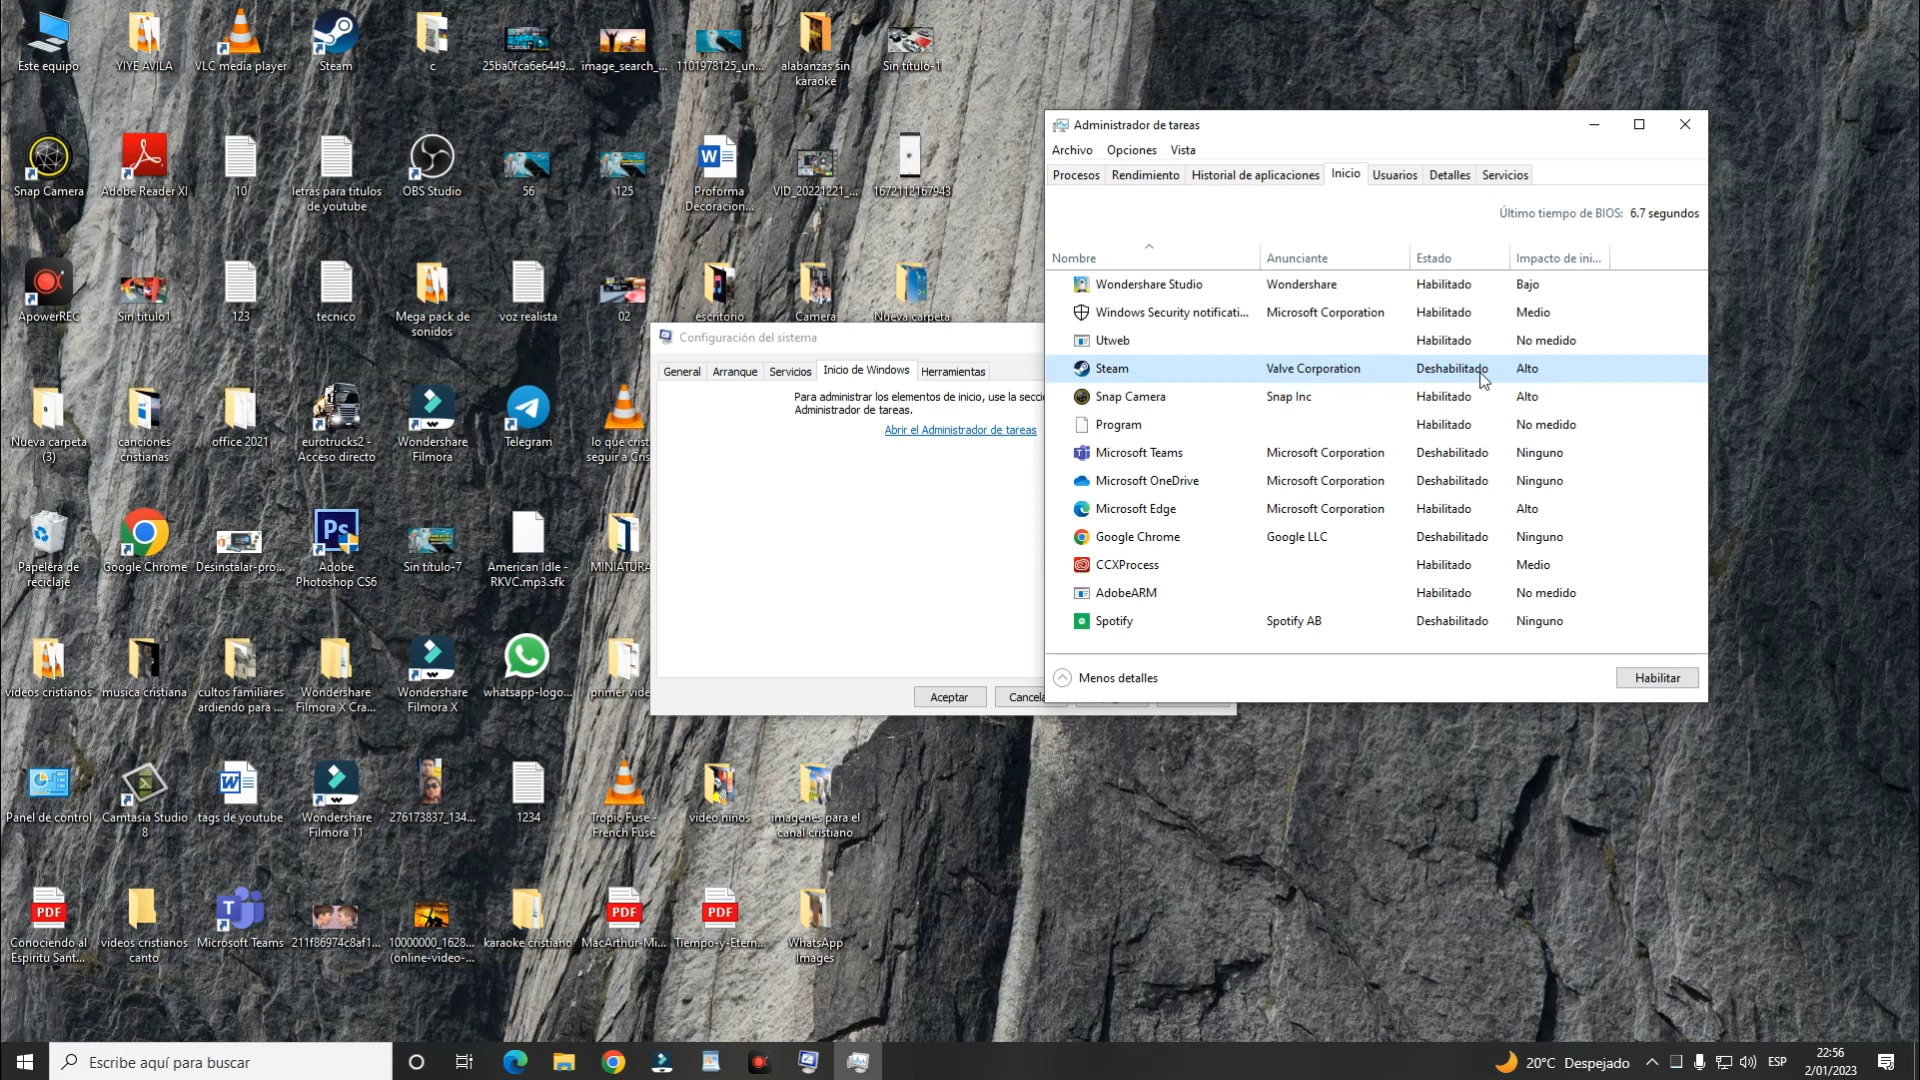 Este equipo
YIYE AVILA
VLC media player
Steam
c
25ba0fca6e6449...
image_search_...
1101978125_un...
alabanzas sin
karaoke
Sin título-1
Snap Camera
Adobe Reader XI
10
letras para titulos
de youtube
OBS Studio
56
125
Proforma
Decoracion...
VID_20221221_...
1672112167943
ApowerREC
Sin titulo1
123
tecnico
Mega pack de
sonidos
voz realista
02
escritorio
Camera
Nueva carpeta
Nueva carpeta
(3)
canciones
cristianas
office 2021
eurotrucks2 -
Acceso directo
Wondershare
Filmora
Telegram
lo que crist
seguir a Cris
Papelera de
reciclaje
Google Chrome
Desinstalar-pro...
Ps
Adobe
Photoshop CS6
Sin título-7
American Idle -
RKVC.mp3.sfk
MINIATURA
videos cristianos
musica cristiana
cultos familiares
ardiendo para ...
Wondershare
Filmora X Cra...
Wondershare
Filmora X
whatsapp-logo...
primer vide
Panel de control
Camtasia Studio
8
tags de youtube
Wondershare
Filmora 11
276173837_134...
1234
Tropic Fuse -
French Fuse
video niños
imagenes para el
canal cristiano
PDF
Conociendo al
Espiritu Sant...
videos cristianos
canto
Microsoft Teams
211f86974c8af1...
10000000_1628...
(online-video-...
karaoke cristiano
PDF
MacArthur-Mi...
PDF
Tiempo-y-Etern...
WhatsApp
Images
Configuración del sistema
General Arranque Servicios Inicio de Windows Herramientas
Para administrar los elementos de inicio, use la secci
Administrador de tareas.
Abrir el Administrador de tareas
Aceptar Cancela
Administrador de tareas
Archivo Opciones Vista
Procesos Rendimiento Historial de aplicaciones Inicio Usuarios Detalles Servicios
Último tiempo de BIOS: 6.7 segundos
Nombre Anunciante Estado Impacto de ini...
Wondershare Studio Wondershare Habilitado Bajo
Windows Security notificati... Microsoft Corporation Habilitado Medio
Utweb Habilitado No medido
Steam Valve Corporation Deshabilitado Alto
Snap Camera Snap Inc Habilitado Alto
Program Habilitado No medido
Microsoft Teams Microsoft Corporation Deshabilitado Ninguno
Microsoft OneDrive Microsoft Corporation Deshabilitado Ninguno
Microsoft Edge Microsoft Corporation Habilitado Alto
Google Chrome Google LLC Deshabilitado Ninguno
CCXProcess Habilitado Medio
AdobeARM Habilitado No medido
Spotify Spotify AB Deshabilitado Ninguno
Menos detalles Habilitar
Escribe aquí para buscar
20°C Despejado
ESP
22:56
2/01/2023